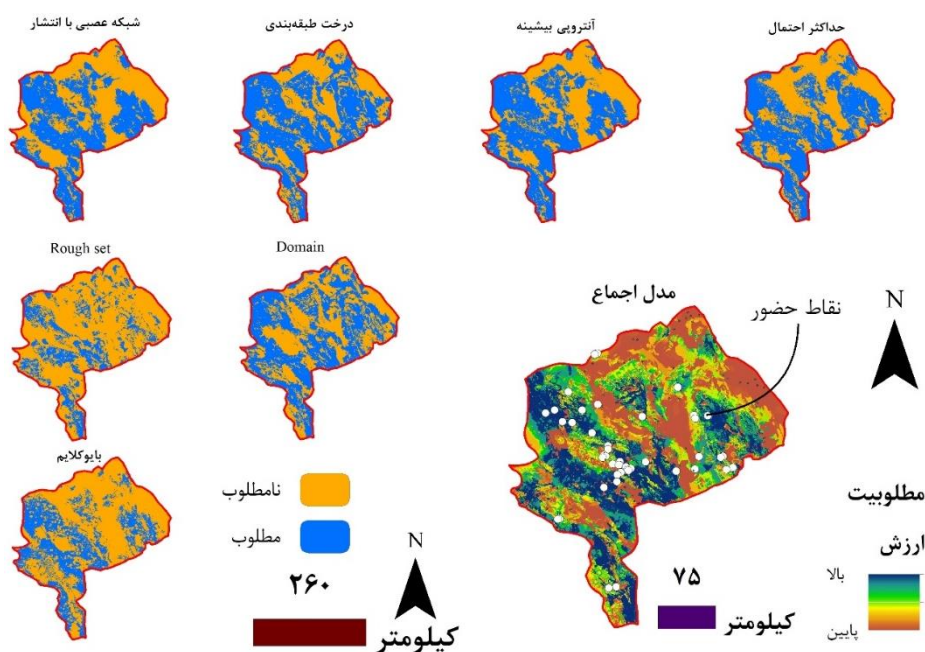 حداکثر احتمال
آنتروپی بیشینه
درخت طبقه‌بندی
شبکه عصبی با انتشار
Rough set
Domain
مدل اجماع
نقاط حضور
N
بایوکلایم
نامطلوب
مطلوب
N
۲۶۰
کیلومتر
۷۵
کیلومتر
مطلوبیت
ارزش
بالا
پایین